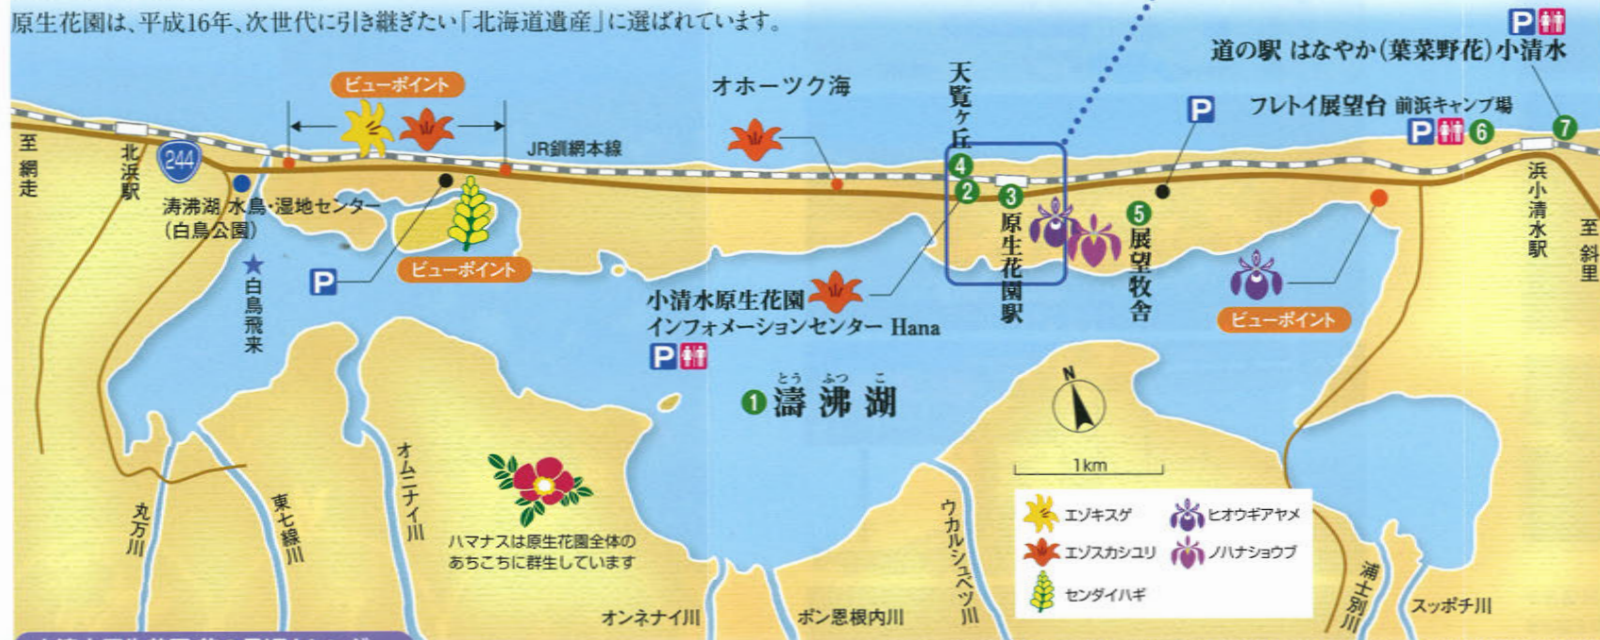 原生花園は、平成16年、次世代に引き継ぎたい「北海道遺産」に選ばれています。
P
道の駅 はなやか(葉菜野花)小清水
ビューポイント
オホーツク海
天覧ヶ丘
P
フレトイ展望台 前浜キャンプ場
P
6
7
至 網走
北浜駅
244
JR釧網本線
4
2
3
原生花園駅
5
展望牧舎
浜小清水駅
至 斜里
涛沸湖 水鳥・湿地センター
(白鳥公園)
白鳥飛来
P
ビューポイント
小清水原生花園
インフォメーションセンター Hana
P
ビューポイント
とう ふつ こ
1 濤沸湖
N
1km
丸万川
東七線川
オムニナイ川
ハマナスは原生花園全体の
あちこちに群生しています
オンネナイ川
ポン恩根内川
ウカルシュベツ川
エゾキスゲ
ヒオウギアヤメ
エゾスカシユリ
ノハナショウブ
センダイハギ
浦士別川
スッポチ川